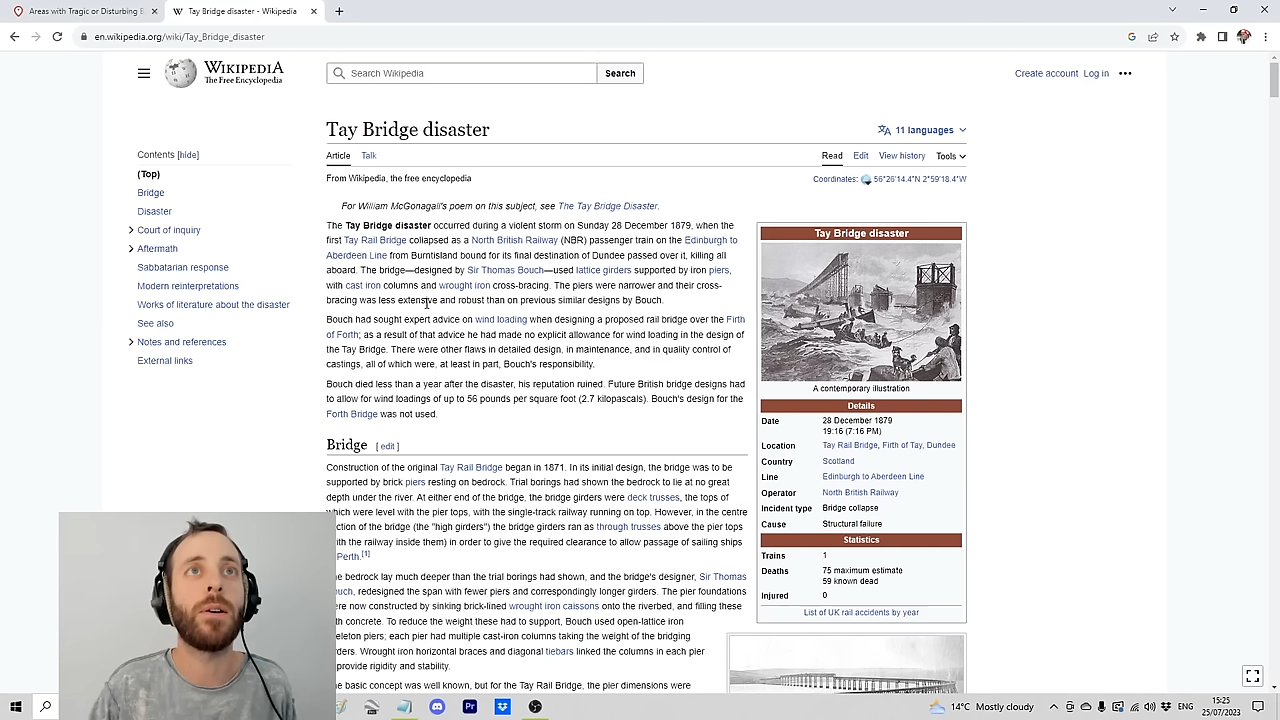 Areas with Tragic or Disturbing B
Tay Bridge disaster - Wikipedia
en.wikipedia.org/wiki/Tay_Bridge_disaster
WIKIPEDIA
The Free Encyclopedia
Search Wikipedia
Search
Create account Log in
Tay Bridge disaster
11 languages
Article Talk
Read Edit View history Tools
From Wikipedia, the free encyclopedia
Coordinates: 56°26′14.4″N 2°59′18.4″W
Contents [hide]
(Top)
Bridge
Disaster
Court of inquiry
Aftermath
Sabbatarian response
Modern reinterpretations
Works of literature about the disaster
See also
Notes and references
External links
For William McGonagall's poem on this subject, see The Tay Bridge Disaster.
The Tay Bridge disaster occurred during a violent storm on Sunday 28 December 1879, when the
first Tay Rail Bridge collapsed as a North British Railway (NBR) passenger train on the Edinburgh to
Aberdeen Line from Burntisland bound for its final destination of Dundee passed over it, killing all
aboard. The bridge—designed by Sir Thomas Bouch—used lattice girders supported by iron piers,
with cast iron columns and wrought iron cross-bracing. The piers were narrower and their cross-
bracing was less extensive and robust than on previous similar designs by Bouch.
Bouch had sought expert advice on wind loading when designing a proposed rail bridge over the Firth
of Forth; as a result of that advice he had made no explicit allowance for wind loading in the design of
the Tay Bridge. There were other flaws in detailed design, in maintenance, and in quality control of
castings, all of which were, at least in part, Bouch's responsibility.
Bouch died less than a year after the disaster, his reputation ruined. Future British bridge designs had
to allow for wind loadings of up to 56 pounds per square foot (2.7 kilopascals). Bouch's design for the
Forth Bridge was not used.
Bridge [ edit ]
Construction of the original Tay Rail Bridge began in 1871. In its initial design, the bridge was to be
supported by brick piers resting on bedrock. Trial borings had shown the bedrock to lie at no great
depth under the river. At either end of the bridge, the bridge girders were deck trusses, the tops of
which were level with the pier tops, with the single-track railway running on top. However, in the centre
ction of the bridge (the "high girders") the bridge girders ran as through trusses above the pier tops
ith the railway inside them) in order to give the required clearance to allow passage of sailing ships
Perth.[1]
e bedrock lay much deeper than the trial borings had shown, and the bridge's designer, Sir Thomas
uch, redesigned the span with fewer piers and correspondingly longer girders. The pier foundations
re now constructed by sinking brick-lined wrought iron caissons onto the riverbed, and filling these
th concrete. To reduce the weight these had to support, Bouch used open-lattice iron
eleton piers; each pier had multiple cast-iron columns taking the weight of the bridging
rders. Wrought iron horizontal braces and diagonal tiebars linked the columns in each pier
provide rigidity and stability.
e basic concept was well known, but for the Tay Rail Bridge, the pier dimensions were
Tay Bridge disaster
A contemporary illustration
Details
Date 28 December 1879
19:16 (7:16 PM)
Location Tay Rail Bridge, Firth of Tay, Dundee
Country Scotland
Line Edinburgh to Aberdeen Line
Operator North British Railway
Incident type Bridge collapse
Cause Structural failure
Statistics
Trains 1
Deaths 75 maximum estimate
59 known dead
Injured 0
List of UK rail accidents by year
14°C Mostly cloudy
ENG
15:25
25/07/2023